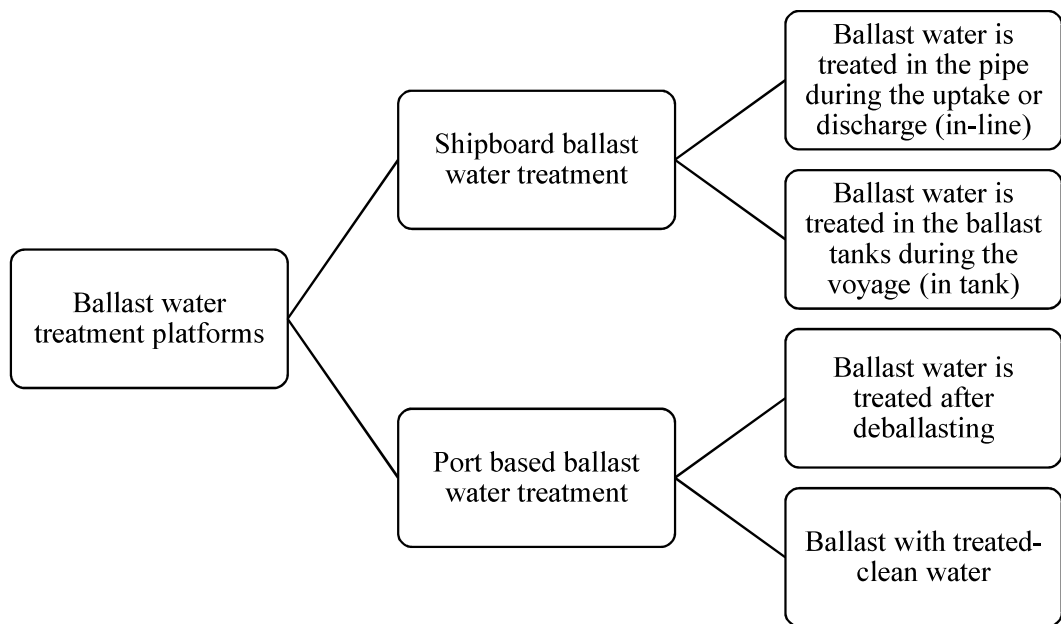 Ballast water
treatment platforms
Shipboard ballast
water treatment
Ballast water is
treated in the pipe
during the uptake or
discharge (in-line)
Ballast water is
treated in the ballast
tanks during the
voyage (in tank)
Port based ballast
water treatment
Ballast water is
treated after
deballasting
Ballast with treated-
clean water